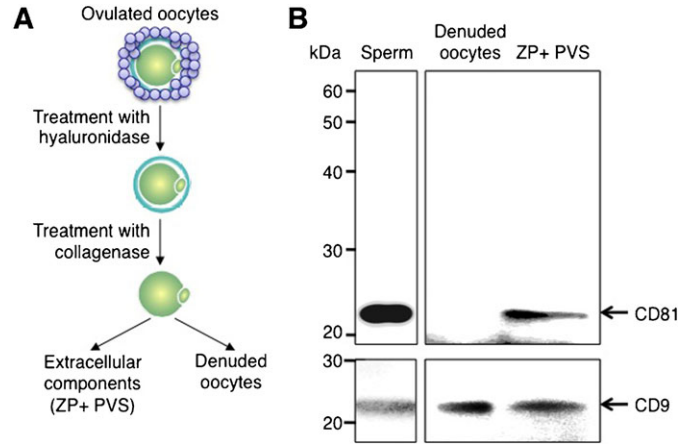 A
Ovulated oocytes
Treatment with
hyaluronidase
Treatment with
collagenase
Extracellular
components
(ZP+ PVS)
Denuded
oocytes
B
kDa
Sperm
Denuded
oocytes
ZP+ PVS
60
50
40
30
20
CD81
30
20
CD9